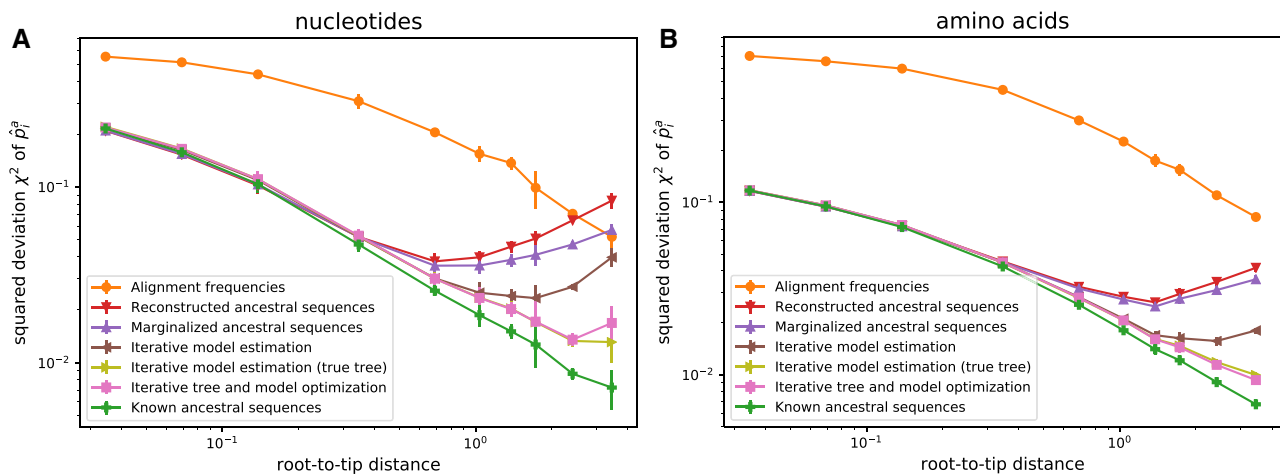 nucleotides
A
squared deviation χ² of p̂ᵢᵃ
10⁻¹
10⁻²
Alignment frequencies
Reconstructed ancestral sequences
Marginalized ancestral sequences
Iterative model estimation
Iterative model estimation (true tree)
Iterative tree and model optimization
Known ancestral sequences
10⁻¹
10⁰
root-to-tip distance
amino acids
B
squared deviation χ² of p̂ᵢᵃ
10⁻¹
10⁻²
Alignment frequencies
Reconstructed ancestral sequences
Marginalized ancestral sequences
Iterative model estimation
Iterative model estimation (true tree)
Iterative tree and model optimization
Known ancestral sequences
10⁻¹
10⁰
root-to-tip distance